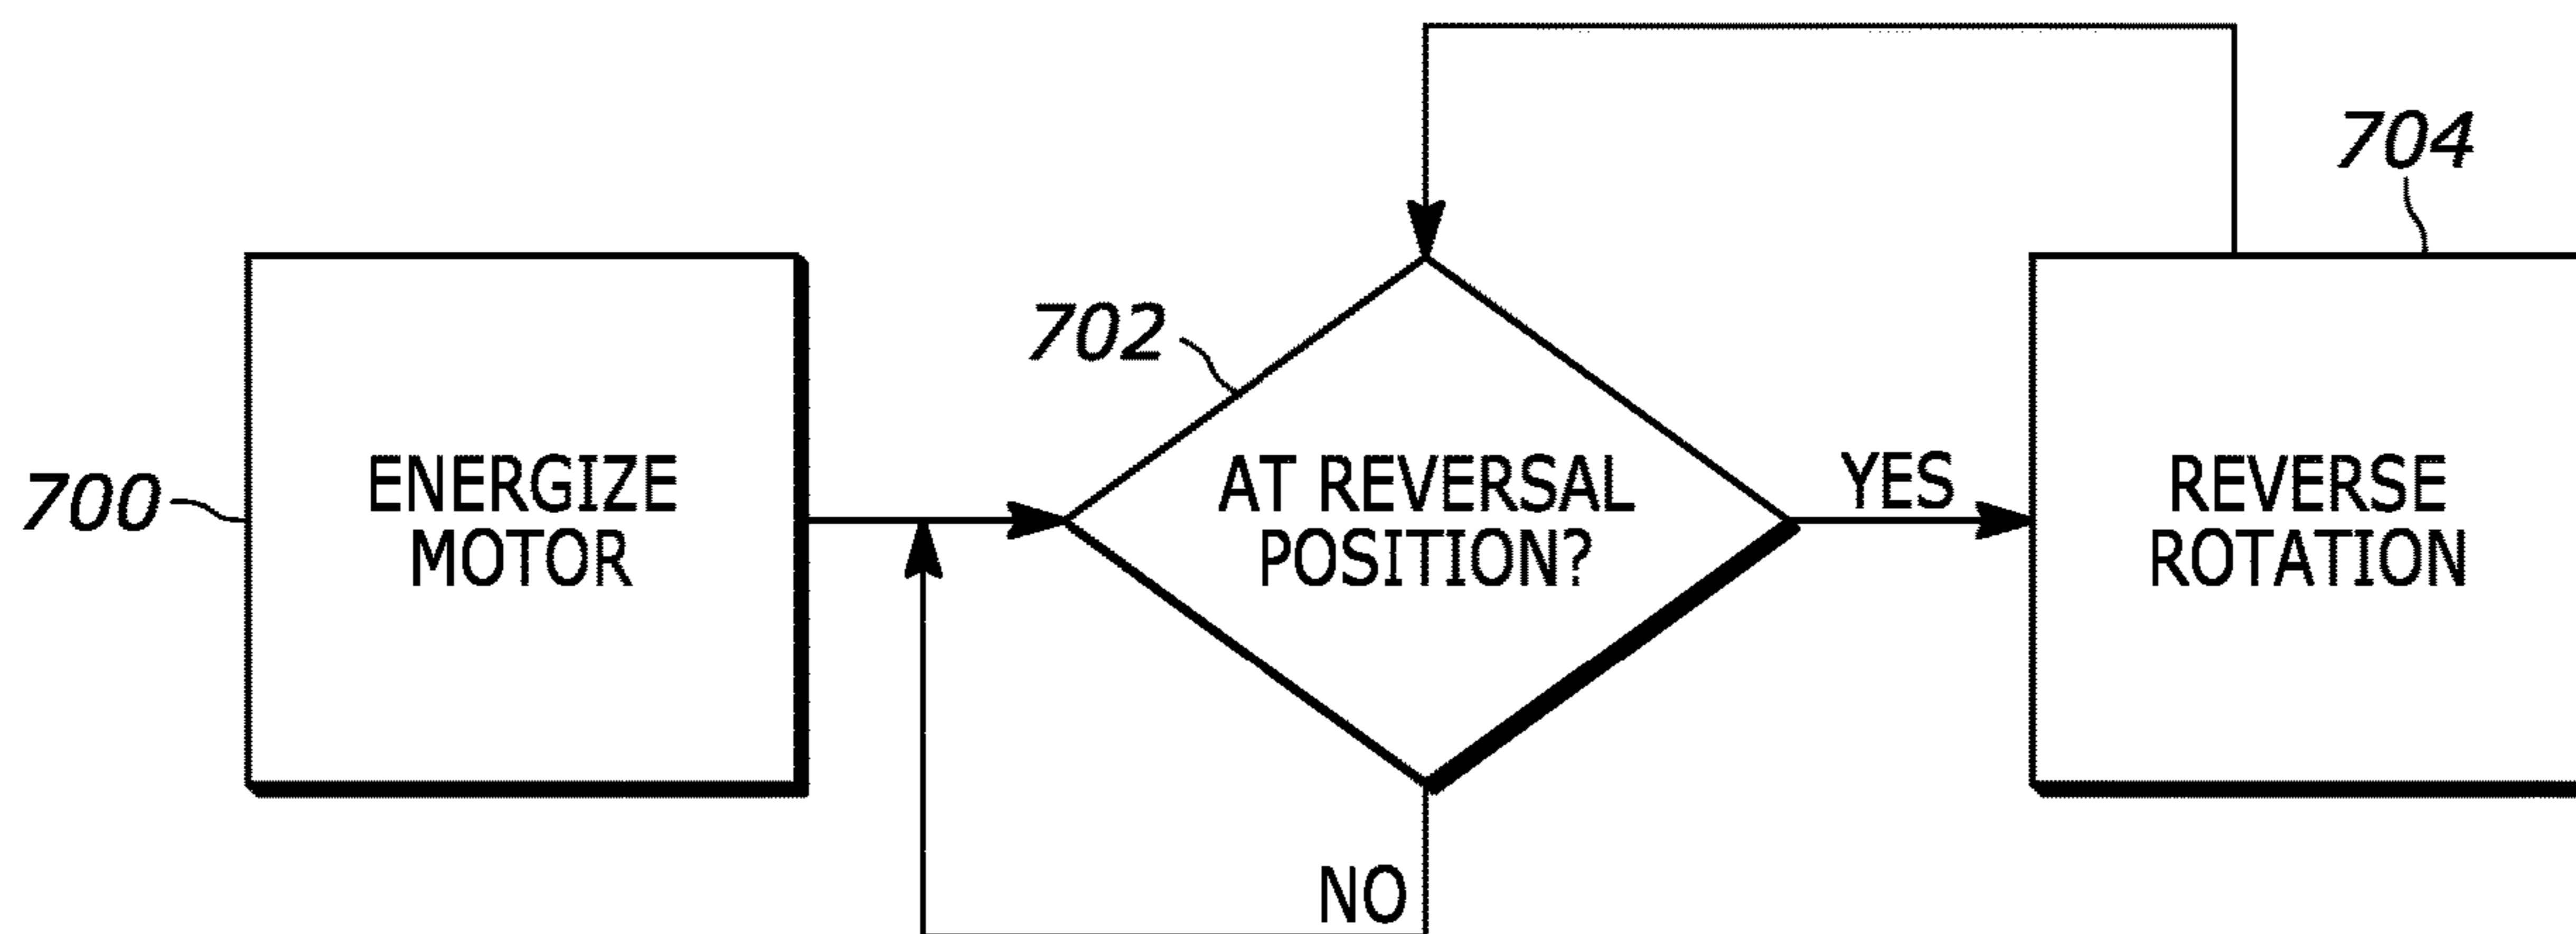 704
702
700
ENERGIZE
MOTOR
AT REVERSAL
POSITION?
YES
REVERSE
ROTATION
NO